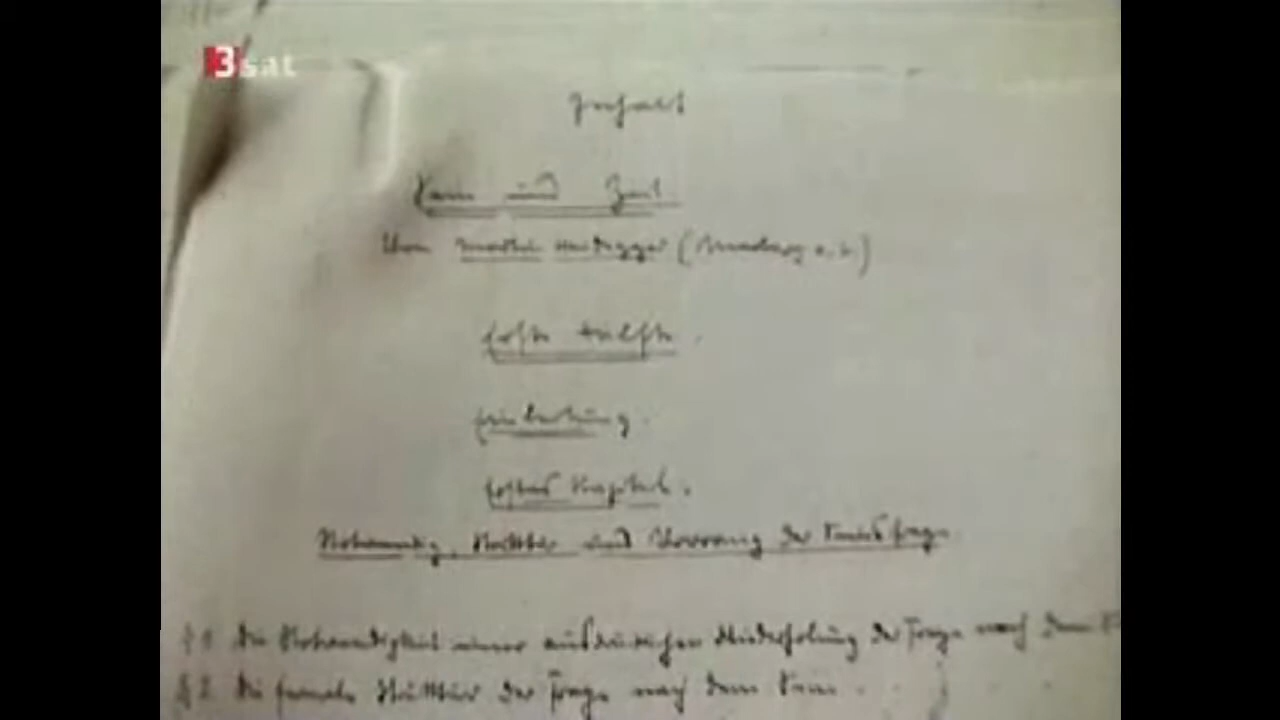 3sat
Inhalt
Sein und Zeit.
Von Martin Heidegger (Marburg a. L.)
Erste Hälfte.
Einleitung.
Erstes Kapitel.
Struktur und Vorrang der Seinsfrage.
§ 1. Die Notwendigkeit einer ausdrücklichen Wiederholung der Frage nach dem
§ 2. Die formale Struktur der Frage nach dem Sein.